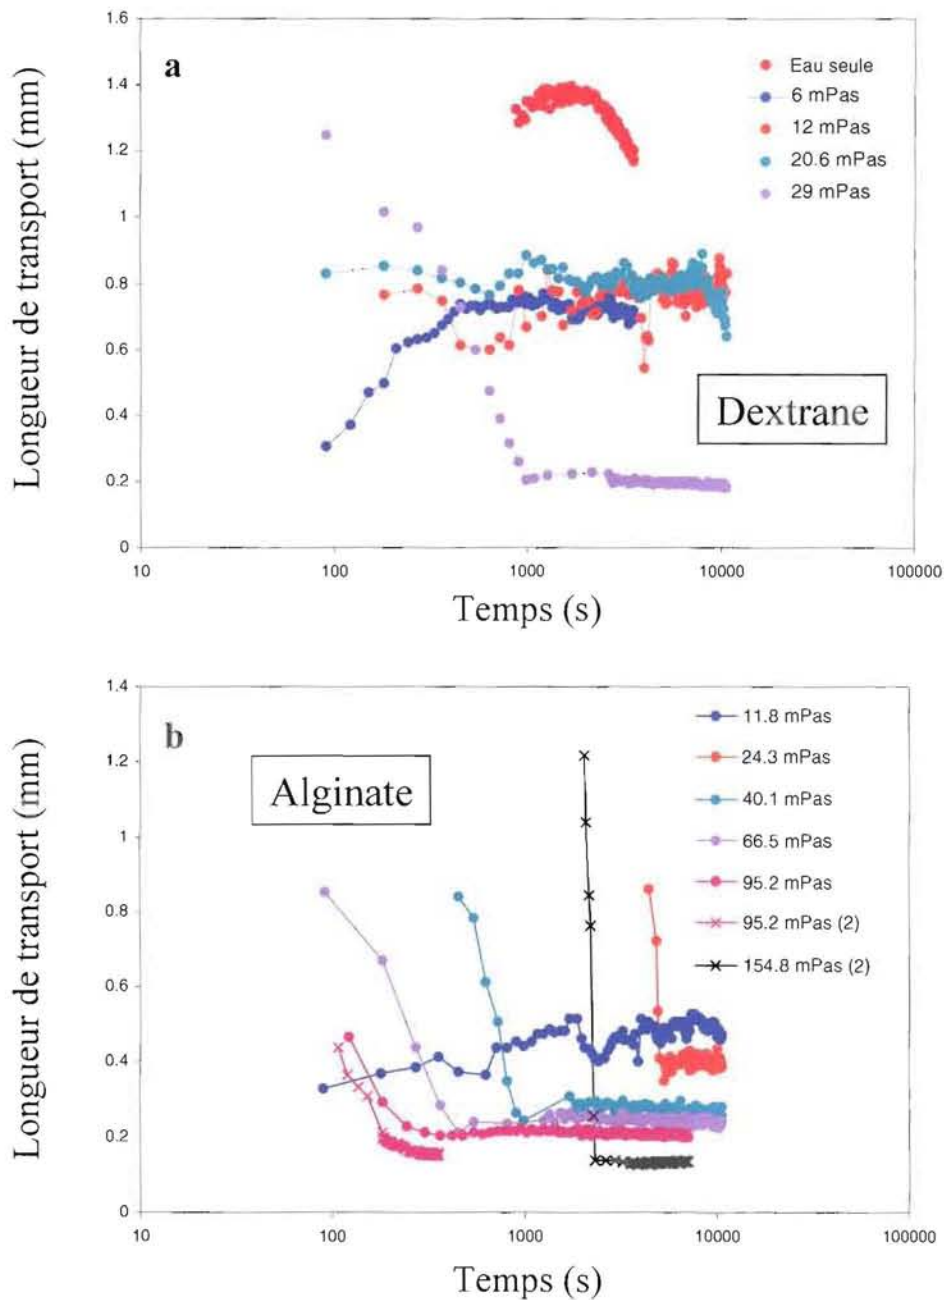 a
Longueur de transport (mm)
1.6
1.4
1.2
1
0.8
0.6
0.4
0.2
0
Eau seule
6 mPas
12 mPas
20.6 mPas
29 mPas
Dextrane
10
100
1000
10000
100000
Temps (s)
b
Longueur de transport (mm)
1.4
1.2
1
0.8
0.6
0.4
0.2
0
Alginate
11.8 mPas
24.3 mPas
40.1 mPas
66.5 mPas
95.2 mPas
95.2 mPas (2)
154.8 mPas (2)
10
100
1000
10000
100000
Temps (s)